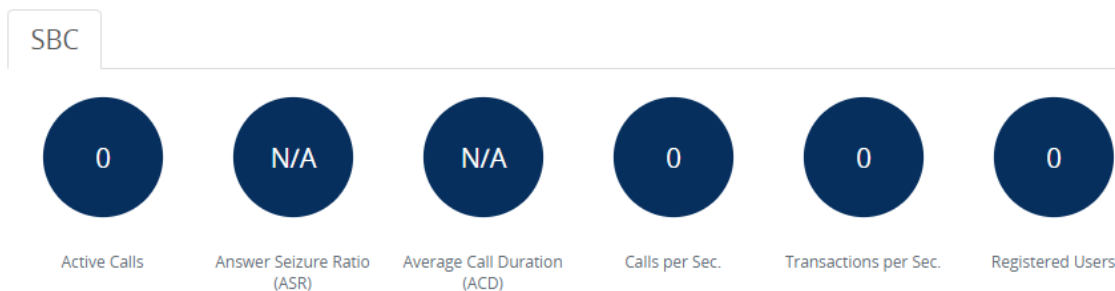 SBC
0
N/A
N/A
0
0
0
Active Calls
Answer Seizure Ratio
(ASR)
Average Call Duration
(ACD)
Calls per Sec.
Transactions per Sec.
Registered Users